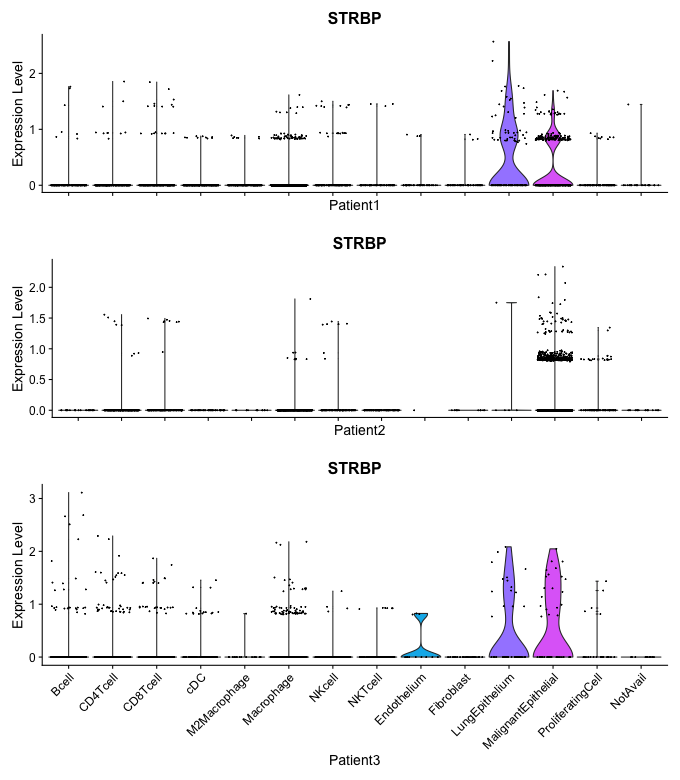 STRBP
Expression Level
2
1
0
Patient1
STRBP
Expression Level
2.0
1.5
1.0
0.5
0.0
Patient2
STRBP
Expression Level
3
2
1
0
Bcell
CD4Tcell
CD8Tcell
cDC
M2Macrophage
Macrophage
NKcell
NKTcell
Endothelium
Fibroblast
LungEpithelium
MalignantEpithelial
ProliferatingCell
NotAvail
Patient3